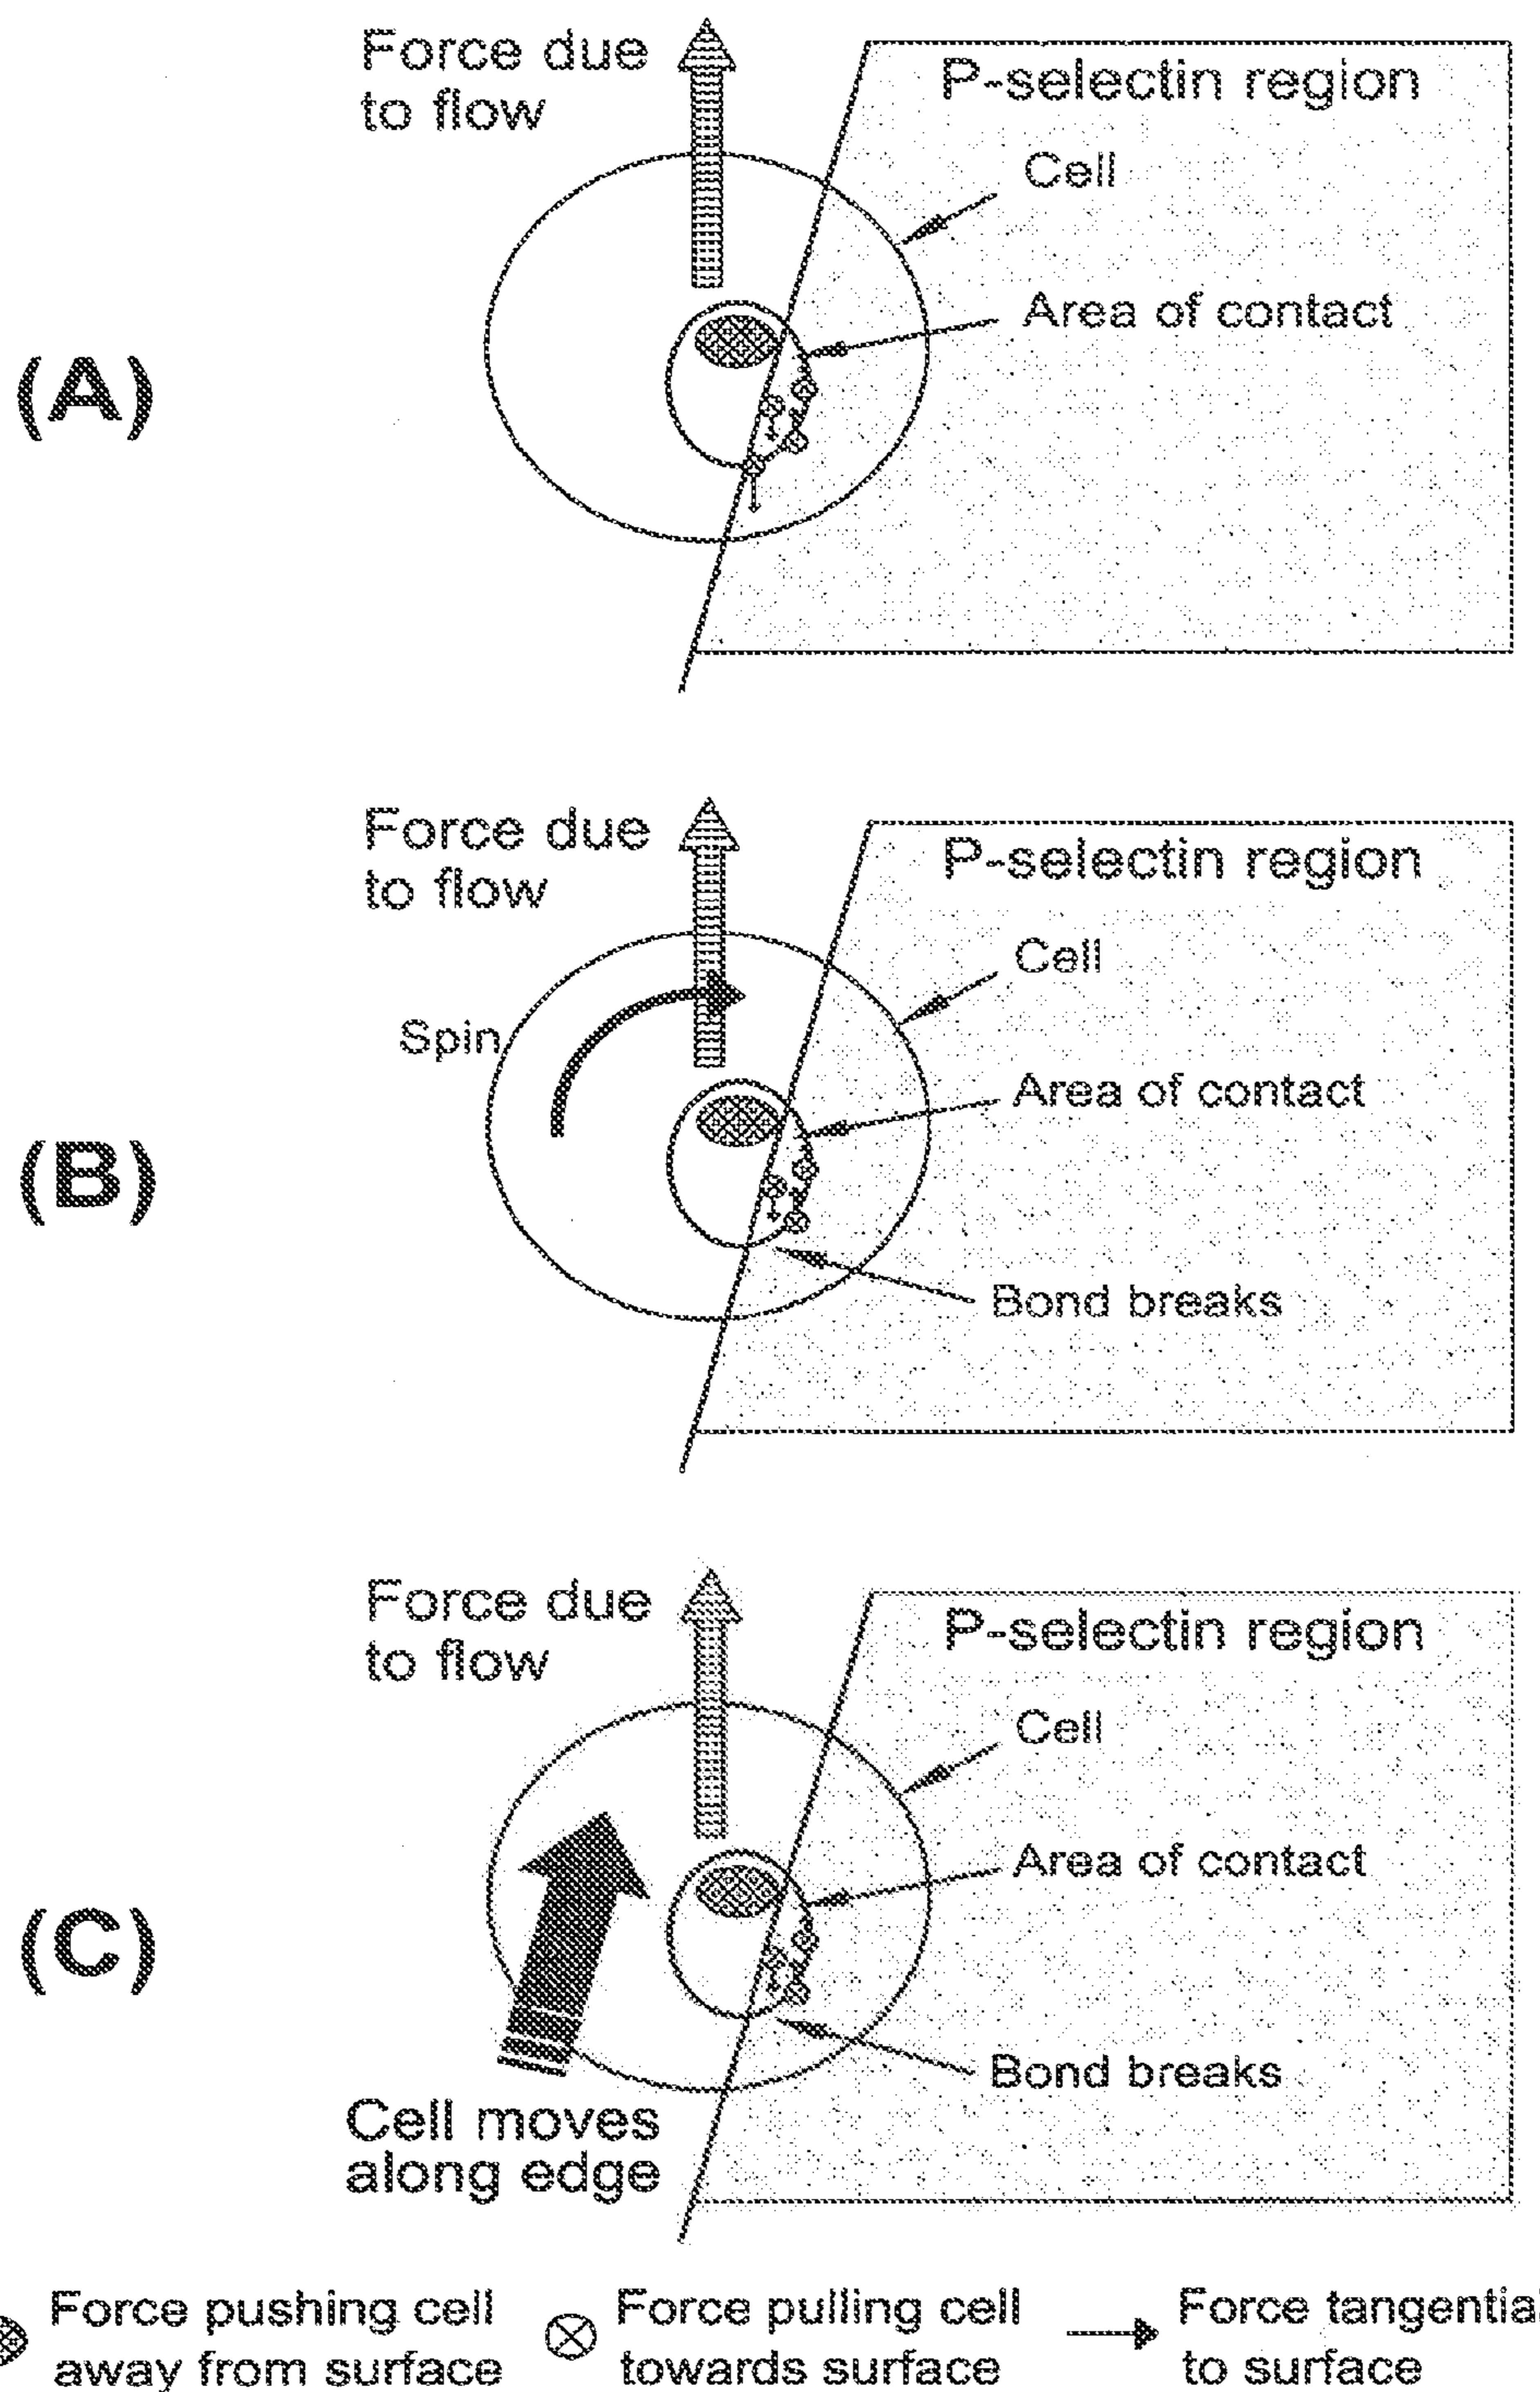 Force due
to flow
P-selectin region
Cell
Area of contact
(A)
Force due
to flow
P-selectin region
Cell
Spin
Area of contact
(B)
Bond breaks
Force due
to flow
P-selectin region
Cell
Area of contact
(C)
Bond breaks
Cell moves
along edge
Force pushing cell
away from surface
Force pulling cell
towards surface
Force tangential
to surface